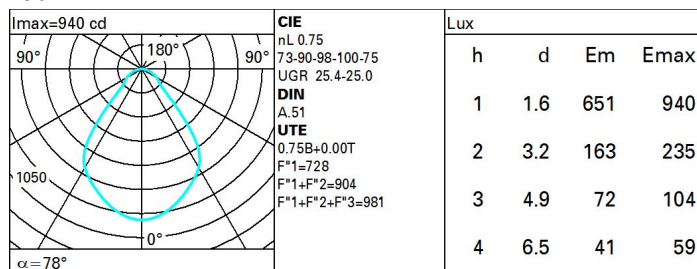 Imax=940 cd
90° 180° 90°
1050
0°
α=78°
CIE
nL 0.75
73-90-98-100-75
UGR 25.4-25.0
DIN
A.51
UTE
0.75B+0.00T
F"1=728
F"1+F"2=904
F"1+F"2+F"3=981
Lux
h d Em Emax
1 1.6 651 940
2 3.2 163 235
3 4.9 72 104
4 6.5 41 59